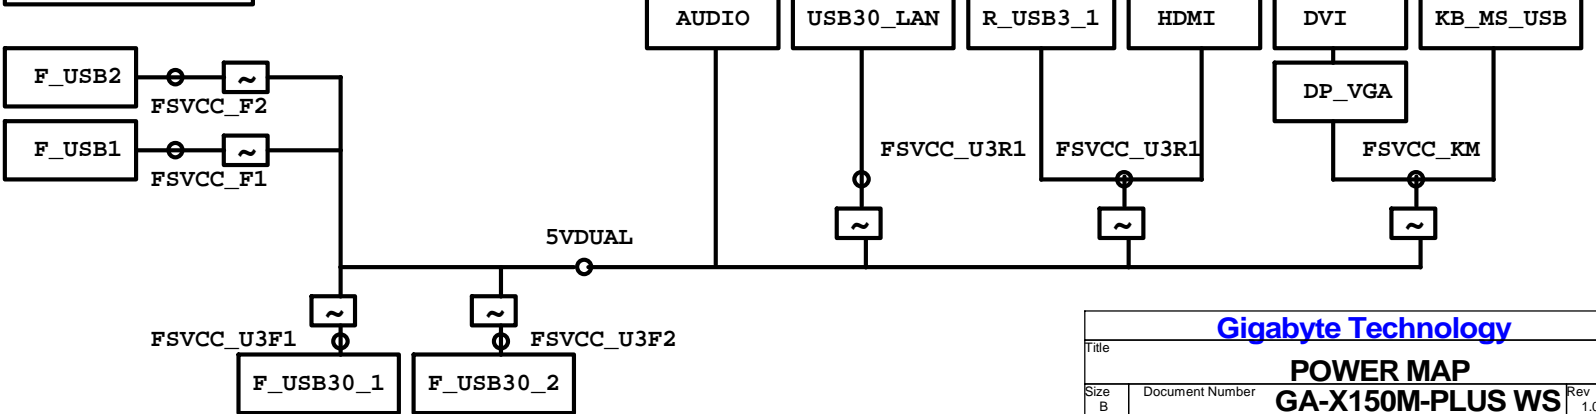 AUDIO
USB30_LAN
R_USB3_1
HDMI
DVI
KB_MS_USB
F_USB2
~
FSVCC_F2
DP_VGA
F_USB1
~
FSVCC_F1
FSVCC_U3R1
FSVCC_U3R1
FSVCC_KM
~
~
~
5VDUAL
~
~
FSVCC_U3F1
FSVCC_U3F2
F_USB30_1
F_USB30_2
Gigabyte Technology
Title
POWER MAP
Size
B
Document Number
GA-X150M-PLUS WS
Rev